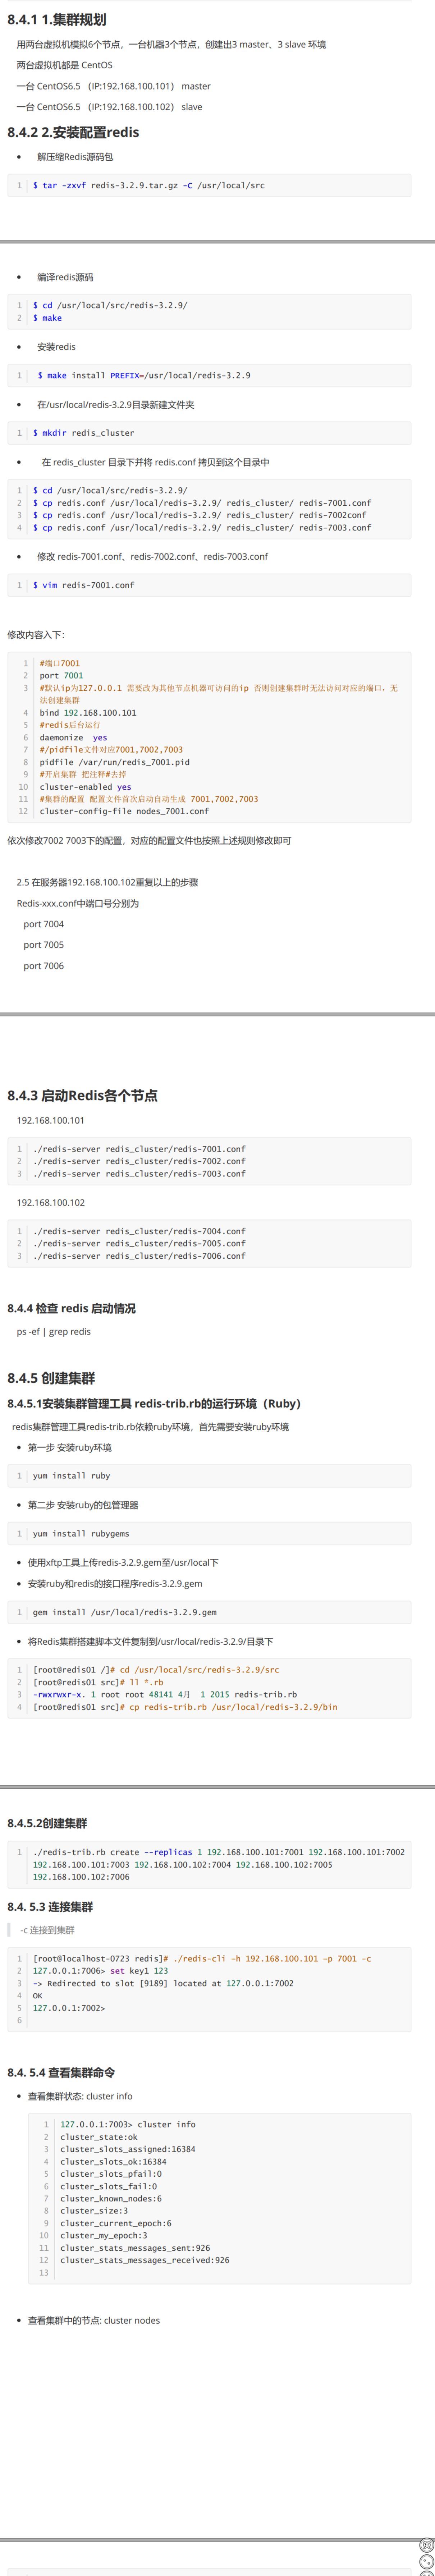 8.4.1 1.集群规划
用两台虚拟机模拟6个节点，一台机器3个节点，创建出3 master、3 slave 环境
两台虚拟机都是 CentOS
一台 CentOS6.5 （IP:192.168.100.101） master
一台 CentOS6.5 （IP:192.168.100.102） slave
8.4.2 2.安装配置redis
• 解压缩Redis源码包
1 $ tar -zxvf redis-3.2.9.tar.gz -C /usr/local/src
• 编译redis源码
1 $ cd /usr/local/src/redis-3.2.9/
2 $ make
• 安装redis
1 $ make install PREFIX=/usr/local/redis-3.2.9
• 在/usr/local/redis-3.2.9目录新建文件夹
1 $ mkdir redis_cluster
• 在 redis_cluster 目录下并将 redis.conf 拷贝到这个目录中
1 $ cd /usr/local/src/redis-3.2.9/
2 $ cp redis.conf /usr/local/redis-3.2.9/ redis_cluster/ redis-7001.conf
3 $ cp redis.conf /usr/local/redis-3.2.9/ redis_cluster/ redis-7002conf
4 $ cp redis.conf /usr/local/redis-3.2.9/ redis_cluster/ redis-7003.conf
• 修改 redis-7001.conf、redis-7002.conf、redis-7003.conf
1 $ vim redis-7001.conf
修改内容入下：
1 #端口7001
2 port 7001
3 #默认ip为127.0.0.1 需要改为其他节点机器可访问的ip 否则创建集群时无法访问对应的端口，无
法创建集群
4 bind 192.168.100.101
5 #redis后台运行
6 daemonize  yes
7 #/pidfile文件对应7001,7002,7003
8 pidfile /var/run/redis_7001.pid
9 #开启集群 把注释#去掉
10 cluster-enabled yes
11 #集群的配置 配置文件首次启动自动生成 7001,7002,7003
12 cluster-config-file nodes_7001.conf
依次修改7002 7003下的配置，对应的配置文件也按照上述规则修改即可
2.5 在服务器192.168.100.102重复以上的步骤
Redis-xxx.conf中端口号分别为
port 7004
port 7005
port 7006
8.4.3 启动Redis各个节点
192.168.100.101
1 ./redis-server redis_cluster/redis-7001.conf
2 ./redis-server redis_cluster/redis-7002.conf
3 ./redis-server redis_cluster/redis-7003.conf
192.168.100.102
1 ./redis-server redis_cluster/redis-7004.conf
2 ./redis-server redis_cluster/redis-7005.conf
3 ./redis-server redis_cluster/redis-7006.conf
8.4.4 检查 redis 启动情况
ps -ef | grep redis
8.4.5 创建集群
8.4.5.1安装集群管理工具 redis-trib.rb的运行环境（Ruby）
redis集群管理工具redis-trib.rb依赖ruby环境，首先需要安装ruby环境
• 第一步 安装ruby环境
1 yum install ruby
• 第二步 安装ruby的包管理器
1 yum install rubygems
• 使用xftp工具上传redis-3.2.9.gem至/usr/local下
• 安装ruby和redis的接口程序redis-3.2.9.gem
1 gem install /usr/local/redis-3.2.9.gem
• 将Redis集群搭建脚本文件复制到/usr/local/redis-3.2.9/目录下
1 [root@redis01 /]# cd /usr/local/src/redis-3.2.9/src
2 [root@redis01 src]# ll *.rb
3 -rwxrwxr-x. 1 root root 48141 4月  1 2015 redis-trib.rb
4 [root@redis01 src]# cp redis-trib.rb /usr/local/redis-3.2.9/bin
8.4.5.2创建集群
1 ./redis-trib.rb create --replicas 1 192.168.100.101:7001 192.168.100.101:7002
192.168.100.101:7003 192.168.100.102:7004 192.168.100.102:7005
192.168.100.102:7006
8.4. 5.3 连接集群
-c 连接到集群
1 [root@localhost-0723 redis]# ./redis-cli -h 192.168.100.101 -p 7001 -c
2 127.0.0.1:7006> set key1 123
3 -> Redirected to slot [9189] located at 127.0.0.1:7002
4 OK
5 127.0.0.1:7002>
6
8.4. 5.4 查看集群命令
• 查看集群状态: cluster info
1 127.0.0.1:7003> cluster info
2 cluster_state:ok
3 cluster_slots_assigned:16384
4 cluster_slots_ok:16384
5 cluster_slots_pfail:0
6 cluster_slots_fail:0
7 cluster_known_nodes:6
8 cluster_size:3
9 cluster_current_epoch:6
10 cluster_my_epoch:3
11 cluster_stats_messages_sent:926
12 cluster_stats_messages_received:926
13
• 查看集群中的节点: cluster nodes